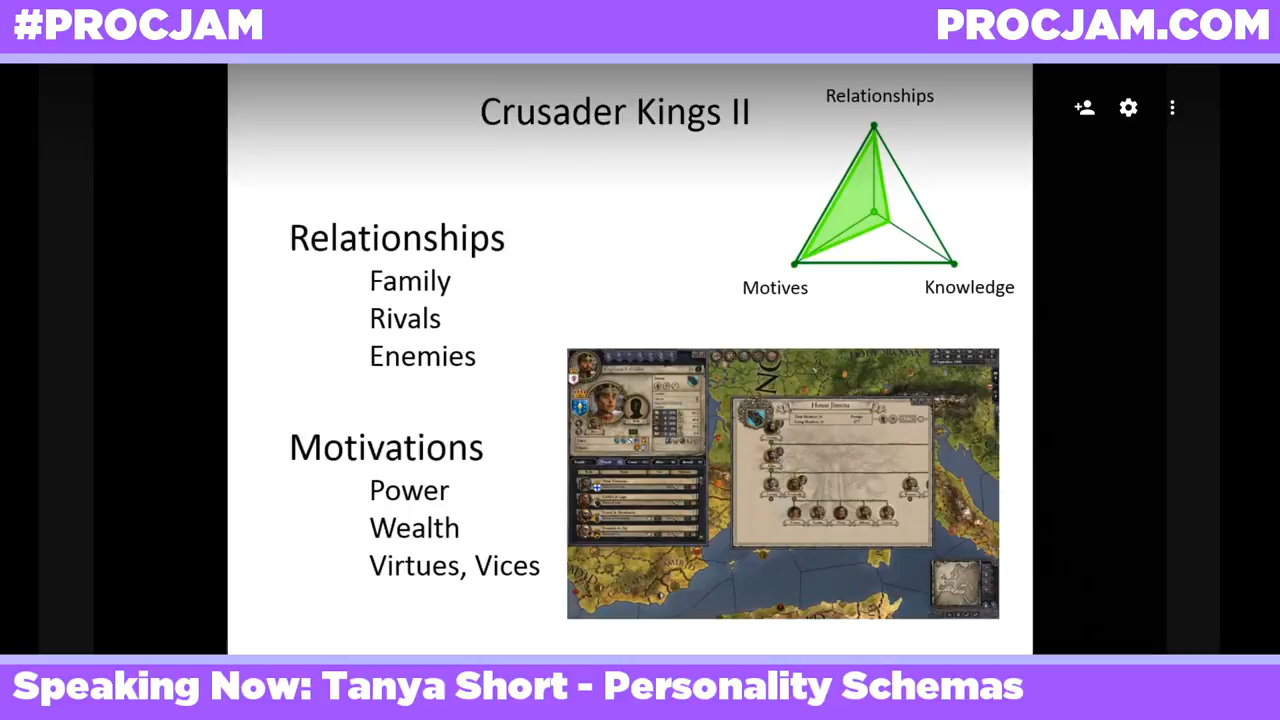 #PROCJAM
PROCJAM.COM
Crusader Kings II
Relationships
Motives
Knowledge
Relationships
Family
Rivals
Enemies
Motivations
Power
Wealth
Virtues, Vices
House Jimena
Speaking Now: Tanya Short - Personality Schemas